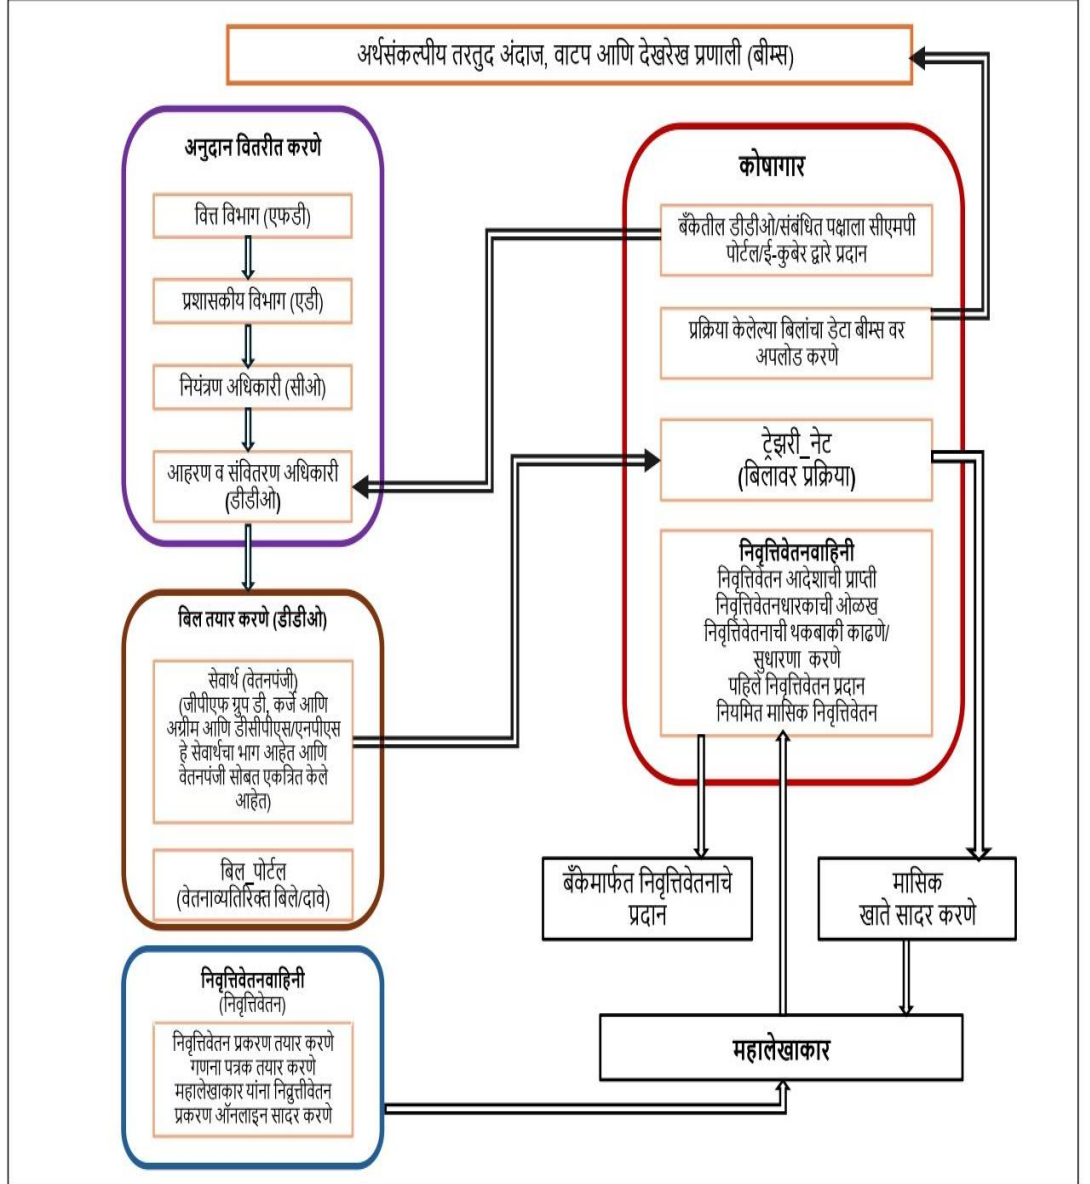 अर्थसंकल्पीय तरतुद अंदाज, वाटप आणि देखरेख प्रणाली (बीम्स)
अनुदान वितरीत करणे
वित्त विभाग (एफडी)
प्रशासकीय विभाग (एडी)
नियंत्रण अधिकारी (सीओ)
आहरण व संवितरण अधिकारी
(डीडीओ)
बिल तयार करणे (डीडीओ)
सेवार्थ (वेतनपंजी)
(जीपीएफ ग्रुप डी, कर्जे आणि
अग्रीम आणि डीसीपीएस/एनपीएस
हे सेवार्थचा भाग आहेत आणि
वेतनपंजी सोबत एकत्रित केले
आहेत)
बिल_पोर्टल
(वेतनाव्यतिरिक्त बिले/दावे)
निवृत्तिवेतनवाहिनी
(निवृत्तिवेतन)
निवृत्तिवेतन प्रकरण तयार करणे
गणना पत्रक तयार करणे
महालेखाकार यांना निव्रुत्तीवेतन
प्रकरण ऑनलाइन सादर करणे
कोषागार
बँकेतील डीडीओ/संबंधित पक्षाला सीएमपी
पोर्टल/ई-कुबेर द्वारे प्रदान
प्रक्रिया केलेल्या बिलांचा डेटा बीम्स वर
अपलोड करणे
ट्रेझरी_नेट
(बिलावर प्रक्रिया)
निवृत्तिवेतनवाहिनी
निवृत्तिवेतन आदेशाची प्राप्ती
निवृत्तिवेतनधारकाची ओळख
निवृत्तिवेतनाची थकबाकी काढणे/
सुधारणा करणे
पहिले निवृत्तिवेतन प्रदान
नियमित मासिक निवृत्तिवेतन
बँकेमार्फत निवृत्तिवेतनाचे
प्रदान
मासिक
खाते सादर करणे
महालेखाकार